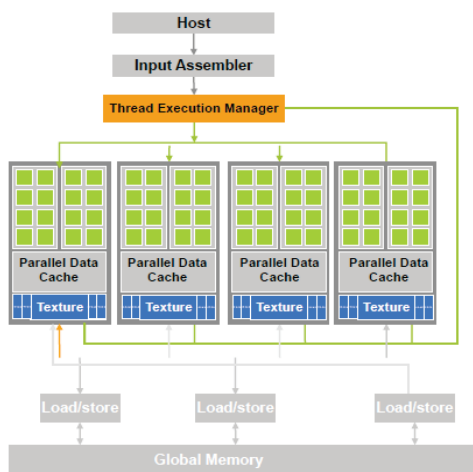 Host
Input Assembler
Thread Execution Manager
Parallel Data
Cache
Parallel Data
Cache
Parallel Data
Cache
Parallel Data
Cache
Texture
Texture
Texture
Texture
Load/store
Load/store
Load/store
Global Memory